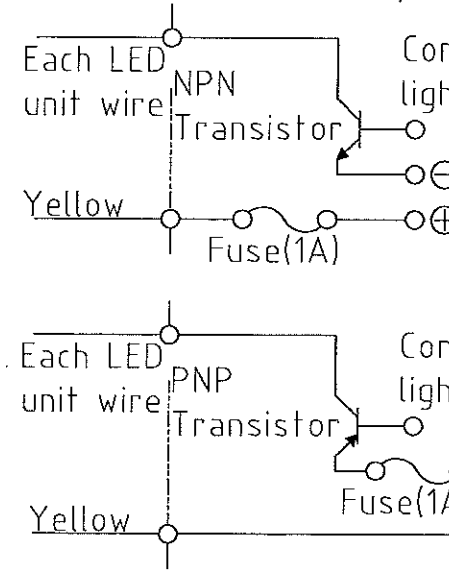 Each LED
unit wire
NPN
Transistor
Yellow
Fuse(1A)
Each LED
unit wire
PNP
Transistor
Yellow